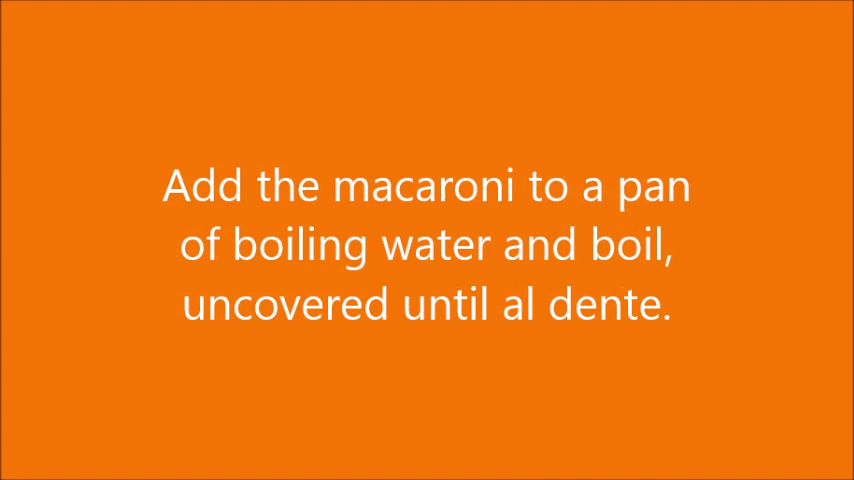 Add the macaroni to a pan
of boiling water and boil,
uncovered until al dente.